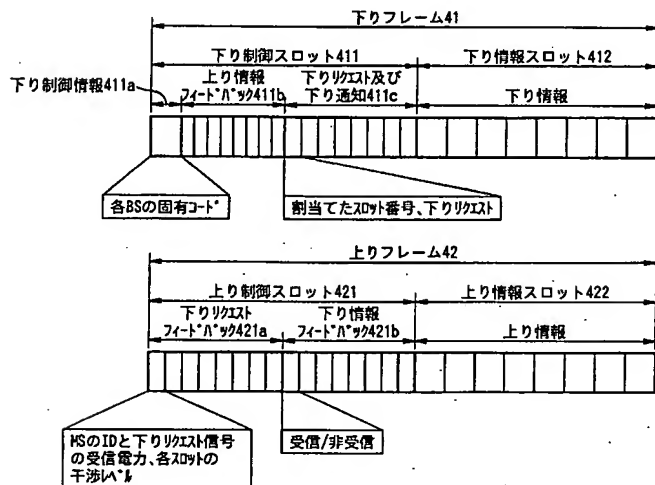 下りフレーム41
下り制御スロット411
下り情報スロット412
下り制御情報411a
上り情報
フィードバック411b
下りリクエスト及び
下り通知411c
下り情報
各BSの固有コード
割当てたスロット番号、下りリクエスト
上りフレーム42
上り制御スロット421
上り情報スロット422
下りリクエスト
フィードバック421a
下り情報
フィードバック421b
上り情報
MSのIDと下りリクエスト信号
の受信電力、各スロットの
干渉レベル
受信/非受信